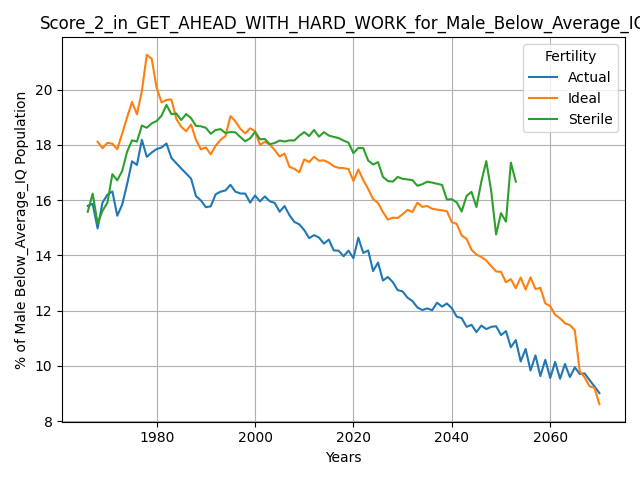 Score_2_in_GET_AHEAD_WITH_HARD_WORK_for_Male_Below_Average_IQ
Fertility
Actual
Ideal
Sterile
% of Male Below_Average_IQ Population
20
18
16
14
12
10
8
1980
2000
2020
2040
2060
Years